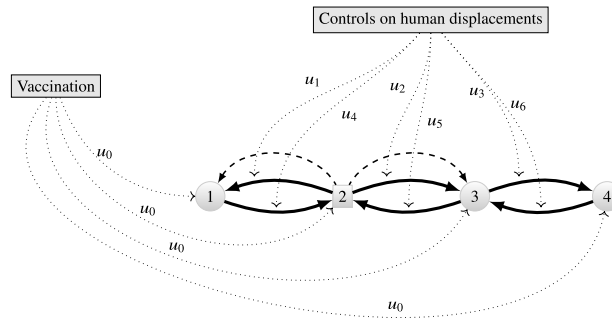 Controls on human displacements
Vaccination
u1
u2
u3
u4
u6
u5
u0
1
2
3
4
u0
u0
u0